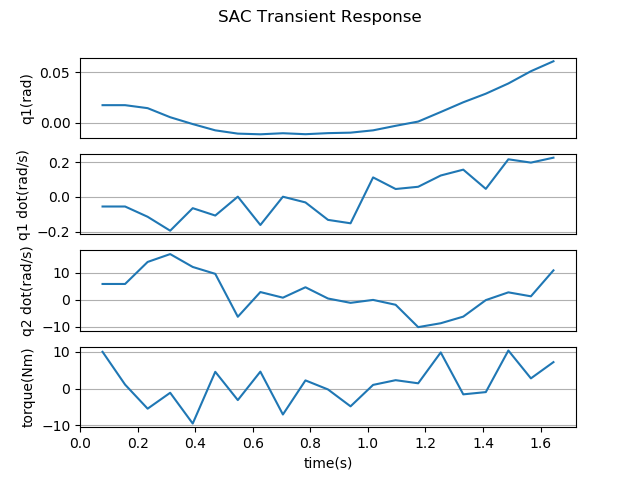 SAC Transient Response
0.05
0.00
q1(rad)
0.2
0.0
−0.2
q1 dot(rad/s)
10
0
−10
q2 dot(rad/s)
10
0
−10
torque(Nm)
0.0 0.2 0.4 0.6 0.8 1.0 1.2 1.4 1.6
time(s)